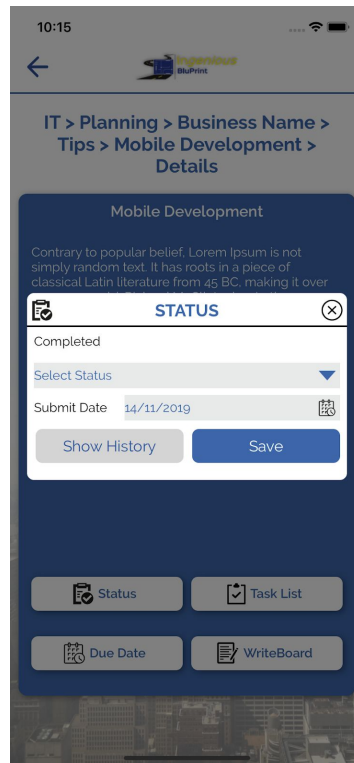 10:15
Ingenious
BluPrint
IT > Planning > Business Name >
Tips > Mobile Development >
Details
Mobile Development
Contrary to popular belief, Lorem Ipsum is not
simply random text. It has roots in a piece of
classical Latin literature from 45 BC, making it over
STATUS
Completed
Select Status
Submit Date 14/11/2019
Show History Save
Status Task List
Due Date WriteBoard